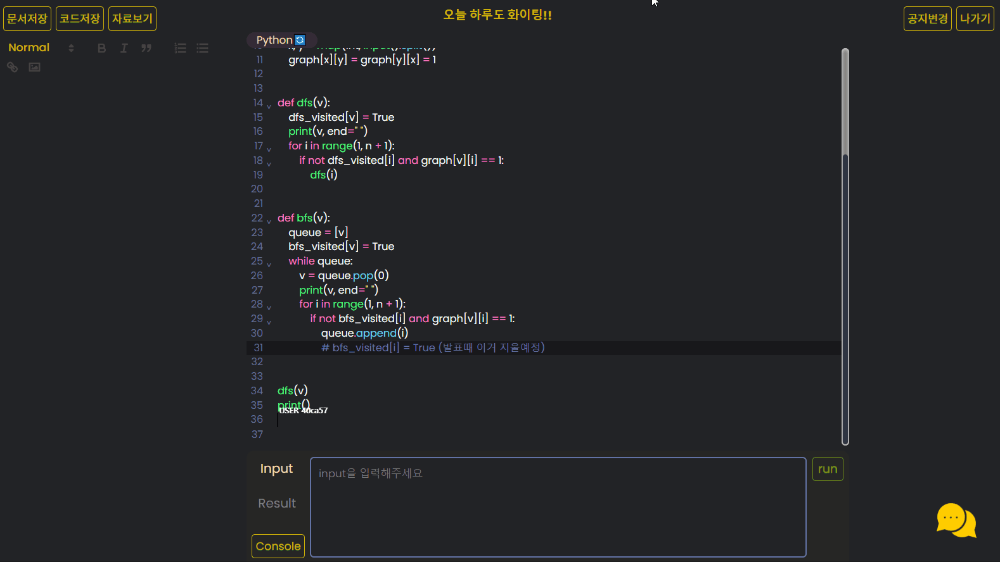 문서저장 코드저장 자료보기 오늘 하루도 화이팅!! 공지변경 나가기
Normal
Python
11 graph[x][y] = graph[y][x] = 1
12
13
14 def dfs(v):
15 dfs_visited[v] = True
16 print(v, end=" ")
17 for i in range(1, n + 1):
18 if not dfs_visited[i] and graph[v][i] == 1:
19 dfs(i)
20
21
22 def bfs(v):
23 queue = [v]
24 bfs_visited[v] = True
25 while queue:
26 v = queue.pop(0)
27 print(v, end=" ")
28 for i in range(1, n + 1):
29 if not bfs_visited[i] and graph[v][i] == 1:
30 queue.append(i)
31 # bfs_visited[i] = True (발표때 이거 지울예정)
32
33
34 dfs(v)
35 print()
USER 40ca57
36
37
Input
input을 입력해주세요
run
Result
Console